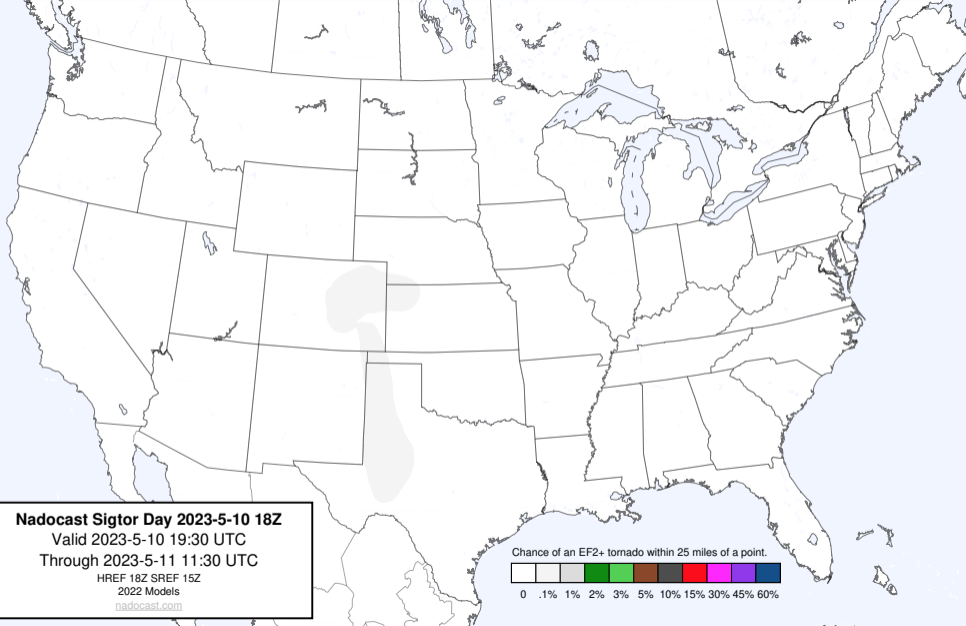 Nadocast Sigtor Day 2023-5-10 18Z
Valid 2023-5-10 19:30 UTC
Through 2023-5-11 11:30 UTC
HREF 18Z SREF 15Z
2022 Models
nadocast.com
Chance of an EF2+ tornado within 25 miles of a point.
0 .1% 1% 2% 3% 5% 10% 15% 30% 45% 60%